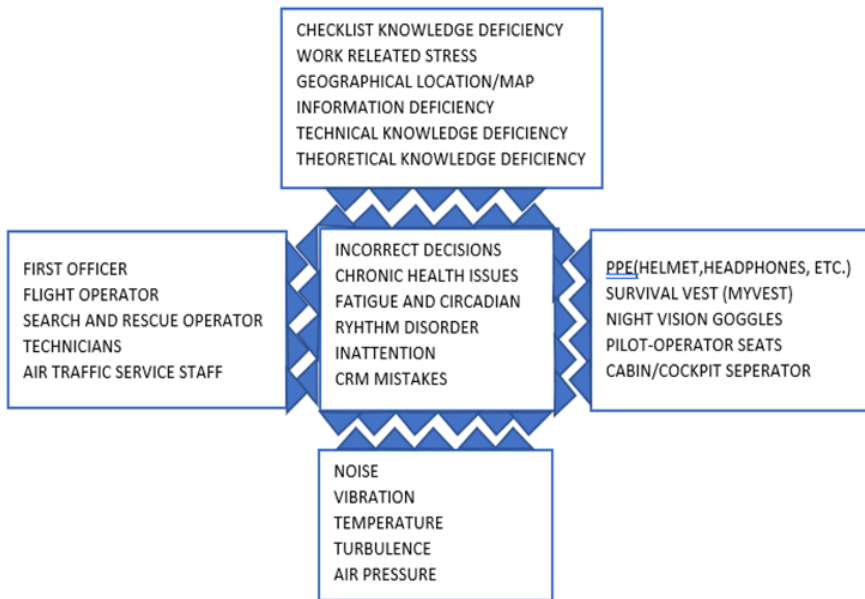 CHECKLIST KNOWLEDGE DEFICIENCY
WORK RELEATED STRESS
GEOGRAPHICAL LOCATION/MAP
INFORMATION DEFICIENCY
TECHNICAL KNOWLEDGE DEFICIENCY
THEORETICAL KNOWLEDGE DEFICIENCY
FIRST OFFICER
FLIGHT OPERATOR
SEARCH AND RESCUE OPERATOR
TECHNICIANS
AIR TRAFFIC SERVICE STAFF
INCORRECT DECISIONS
CHRONIC HEALTH ISSUES
FATIGUE AND CIRCADIAN
RYHTHM DISORDER
INATTENTION
CRM MISTAKES
PPE(HELMET,HEADPHONES, ETC.)
SURVIVAL VEST (MYVEST)
NIGHT VISION GOGGLES
PILOT-OPERATOR SEATS
CABIN/COCKPIT SEPERATOR
NOISE
VIBRATION
TEMPERATURE
TURBULENCE
AIR PRESSURE